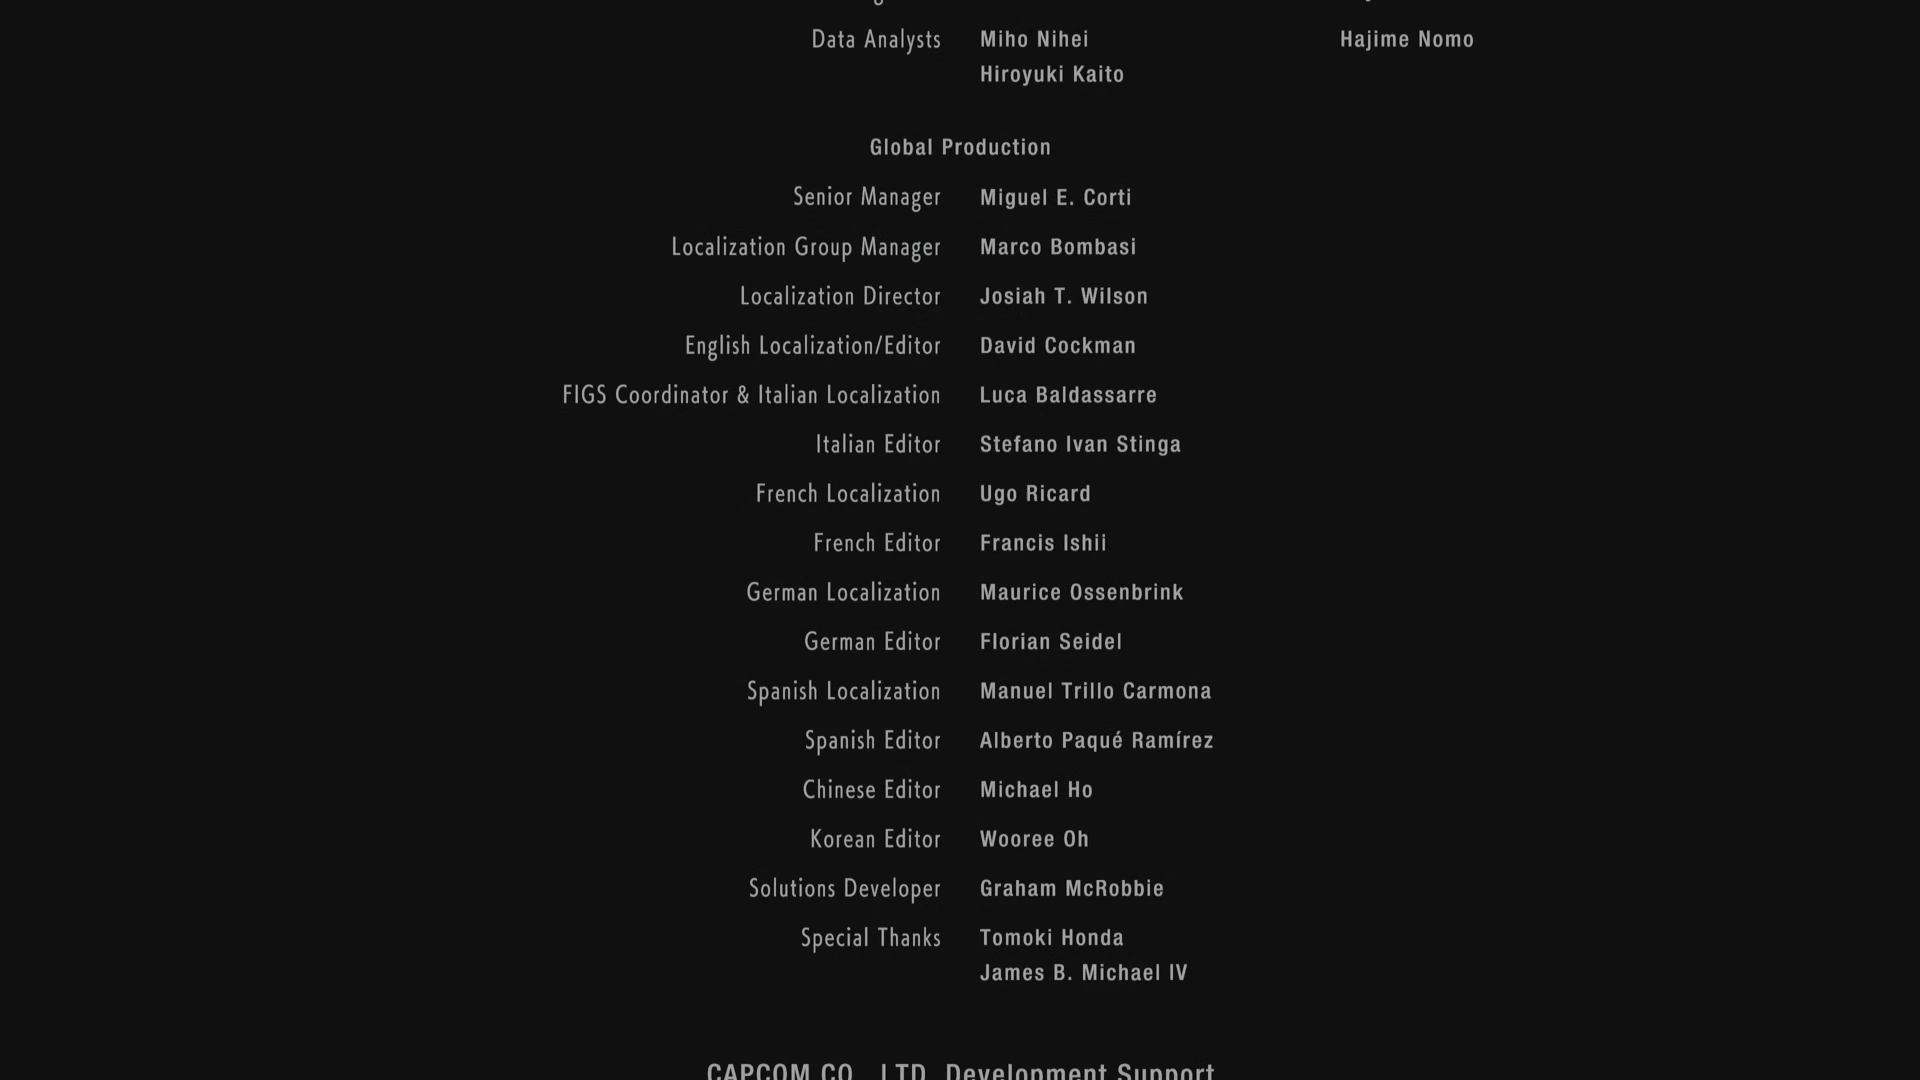 Data Analysts Miho Nihei Hajime Nomo
Hiroyuki Kaito
Global Production
Senior Manager Miguel E. Corti
Localization Group Manager Marco Bombasi
Localization Director Josiah T. Wilson
English Localization/Editor David Cockman
FIGS Coordinator & Italian Localization Luca Baldassarre
Italian Editor Stefano Ivan Stinga
French Localization Ugo Ricard
French Editor Francis Ishii
German Localization Maurice Ossenbrink
German Editor Florian Seidel
Spanish Localization Manuel Trillo Carmona
Spanish Editor Alberto Paqué Ramírez
Chinese Editor Michael Ho
Korean Editor Wooree Oh
Solutions Developer Graham McRobbie
Special Thanks Tomoki Honda
James B. Michael IV
CAPCOM CO., LTD. Development Support